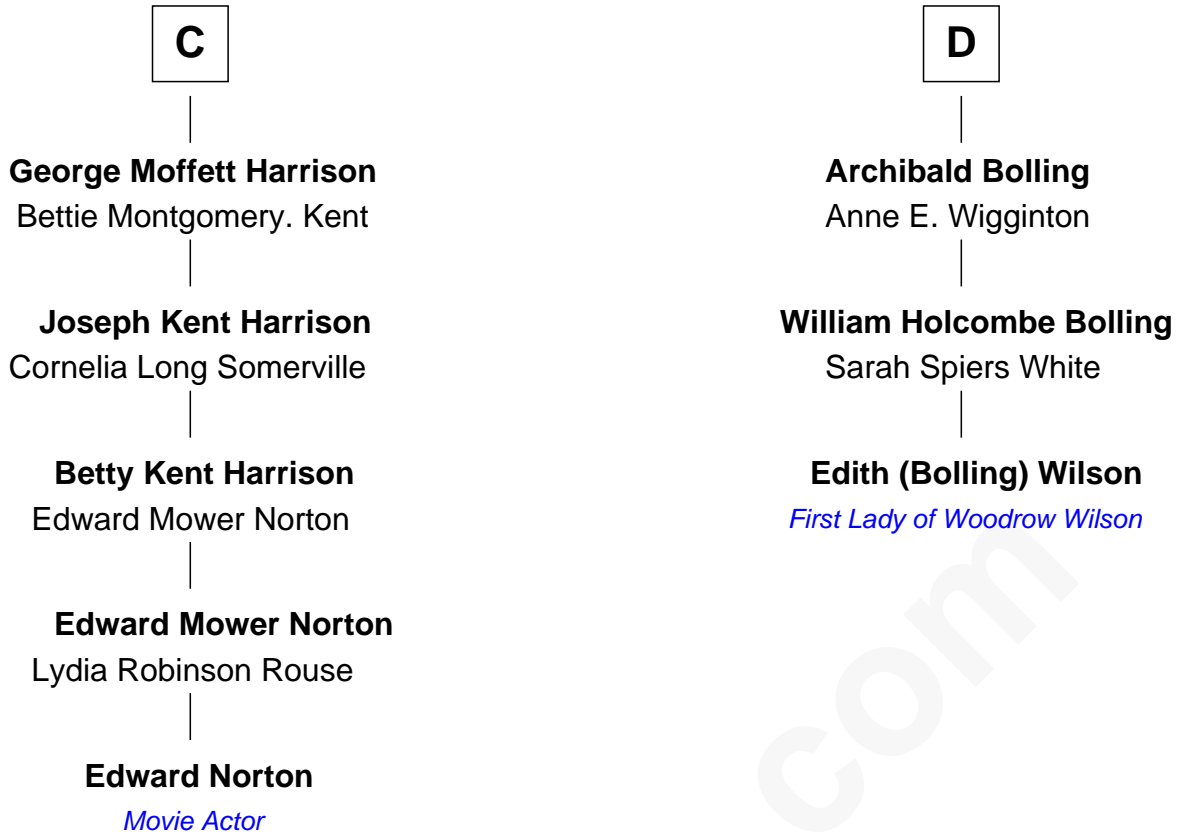 C
George Moffett Harrison
Bettie Montgomery. Kent
Joseph Kent Harrison
Cornelia Long Somerville
Betty Kent Harrison
Edward Mower Norton
Edward Mower Norton
Lydia Robinson Rouse
Edward Norton
Movie Actor
D
Archibald Bolling
Anne E. Wigginton
William Holcombe Bolling
Sarah Spiers White
Edith (Bolling) Wilson
First Lady of Woodrow Wilson
com